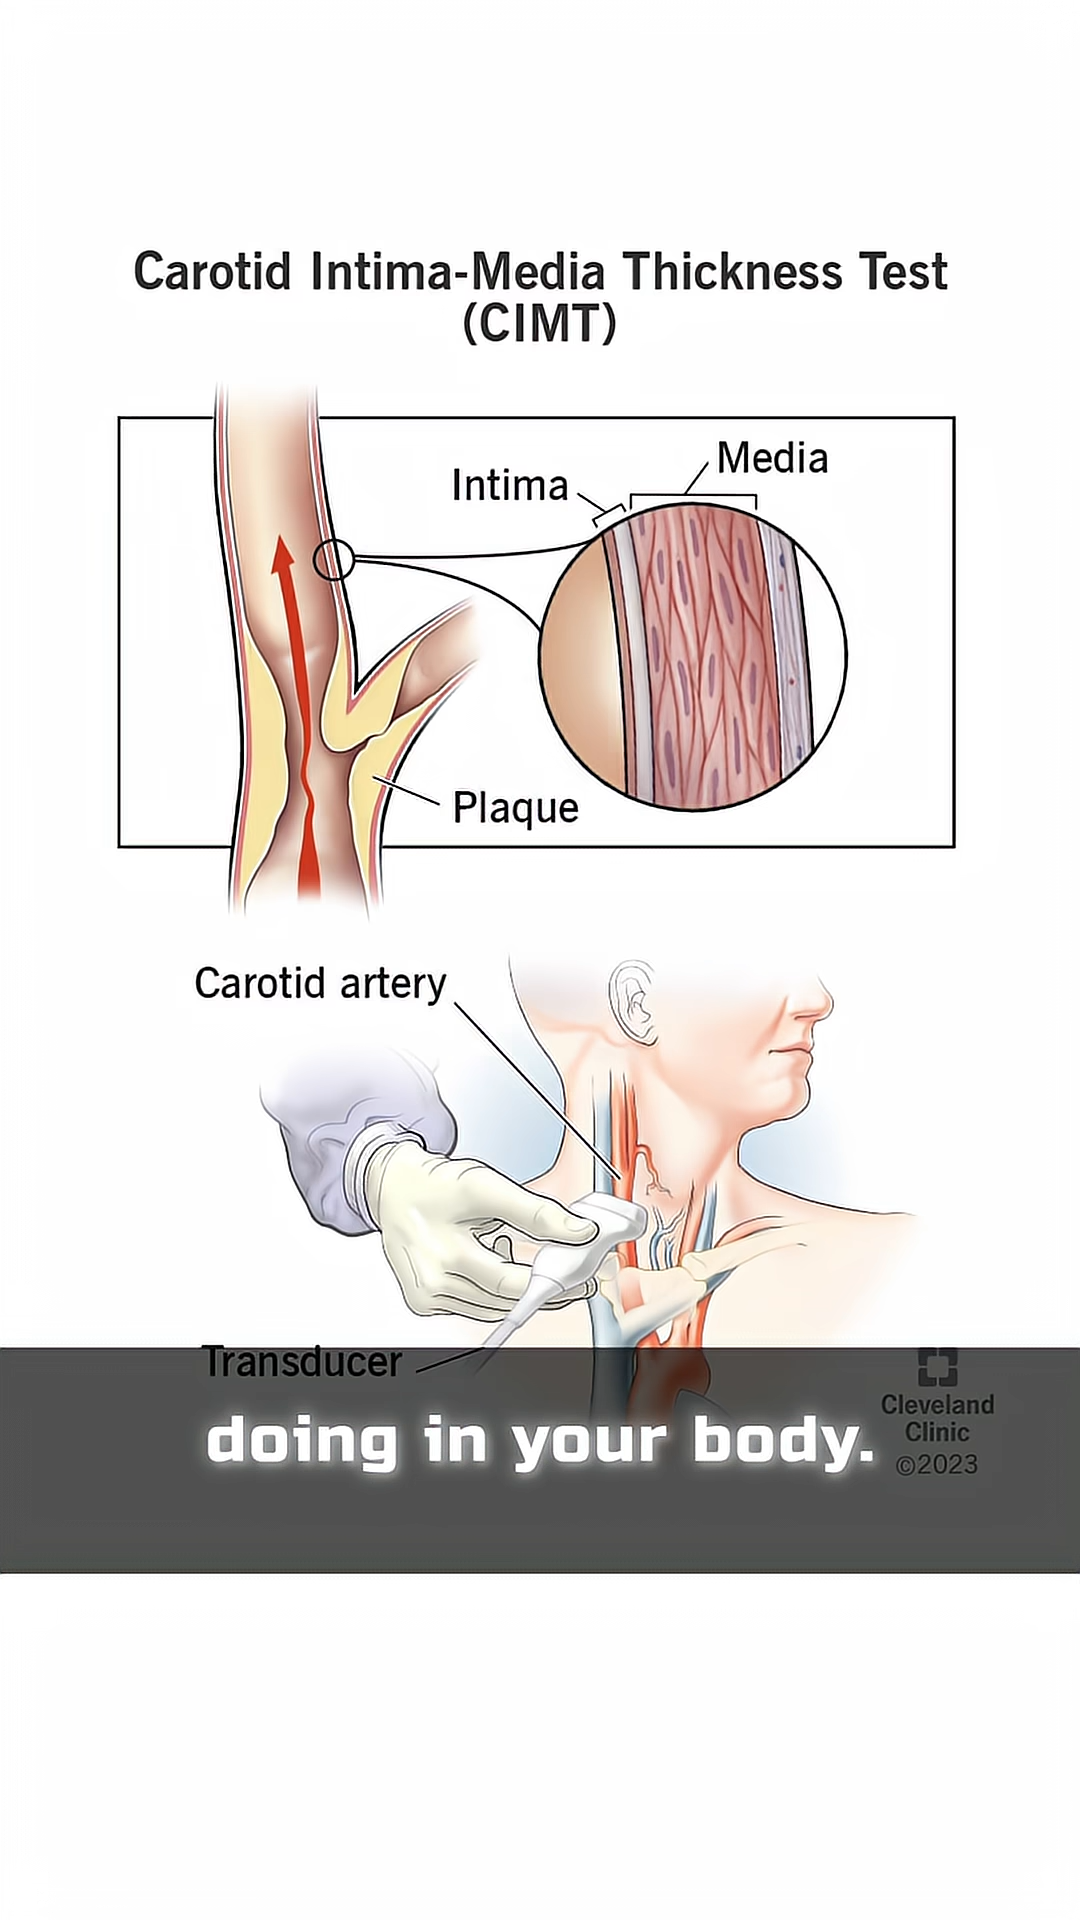 Carotid Intima-Media Thickness Test
(CIMT)
Media
Intima
Plaque
Carotid artery
Transducer
doing in your body.
Cleveland
Clinic
©2023